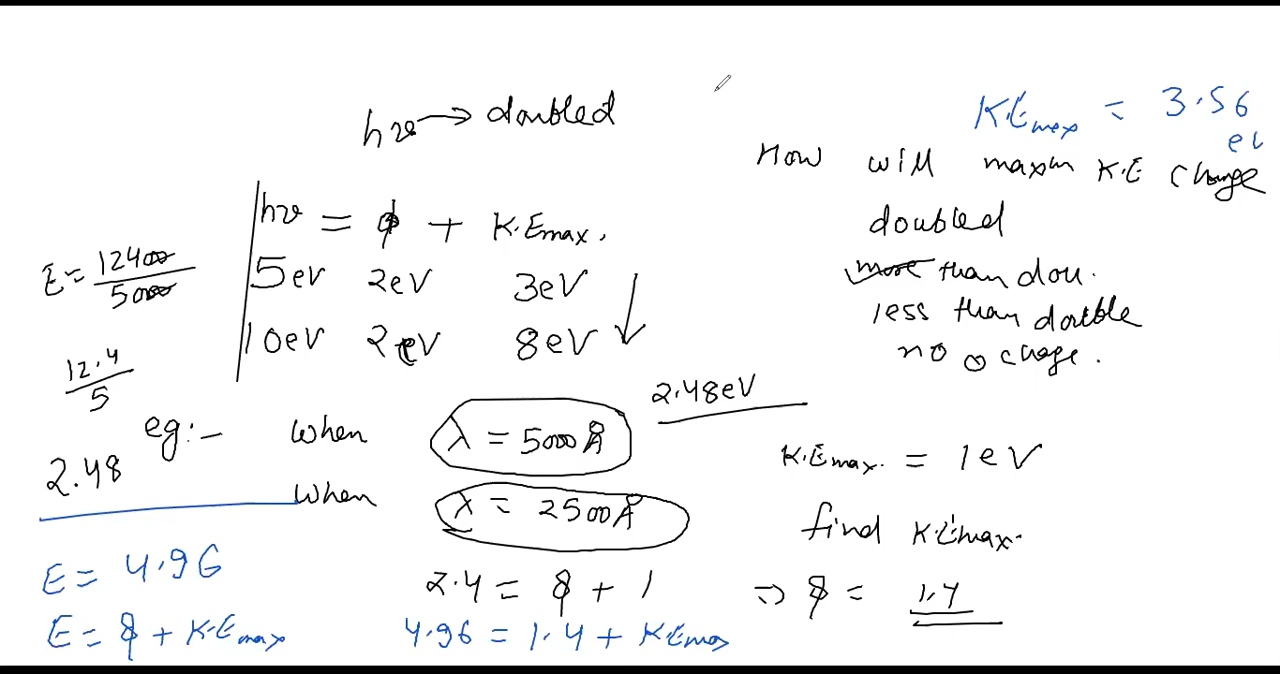 hν → doubled
K.Emax = 3.56
ev
How will maxm K.E change
hν = ϕ + K.Emax.
doubled
E = 12400/5000
5eV 2eV 3eV
more than dou.
less than double
10eV 2eV 8eV
no change.
12.4/5
2.48eV
eg:- when λ = 5000Å
K.Emax. = 1eV
2.48
when λ = 2500Å
find K.Emax.
E = 4.96
2.4 = ϕ + 1
⇒ ϕ = 1.4
E = ϕ + K.Emax
4.96 = 1.4 + K.Emax